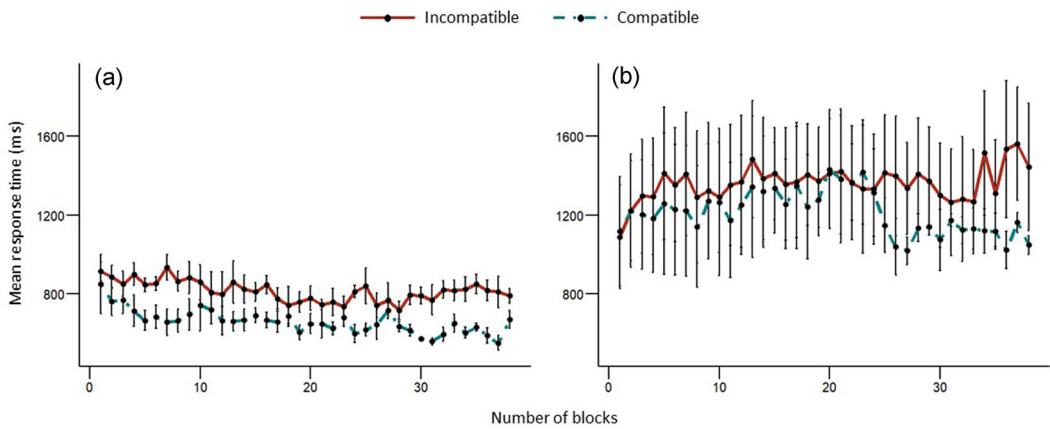 Incompatible Compatible
(a) (b)
Mean response time (ms)
1600 1600
1200 1200
800 800
0 10 20 30 0 10 20 30
Number of blocks